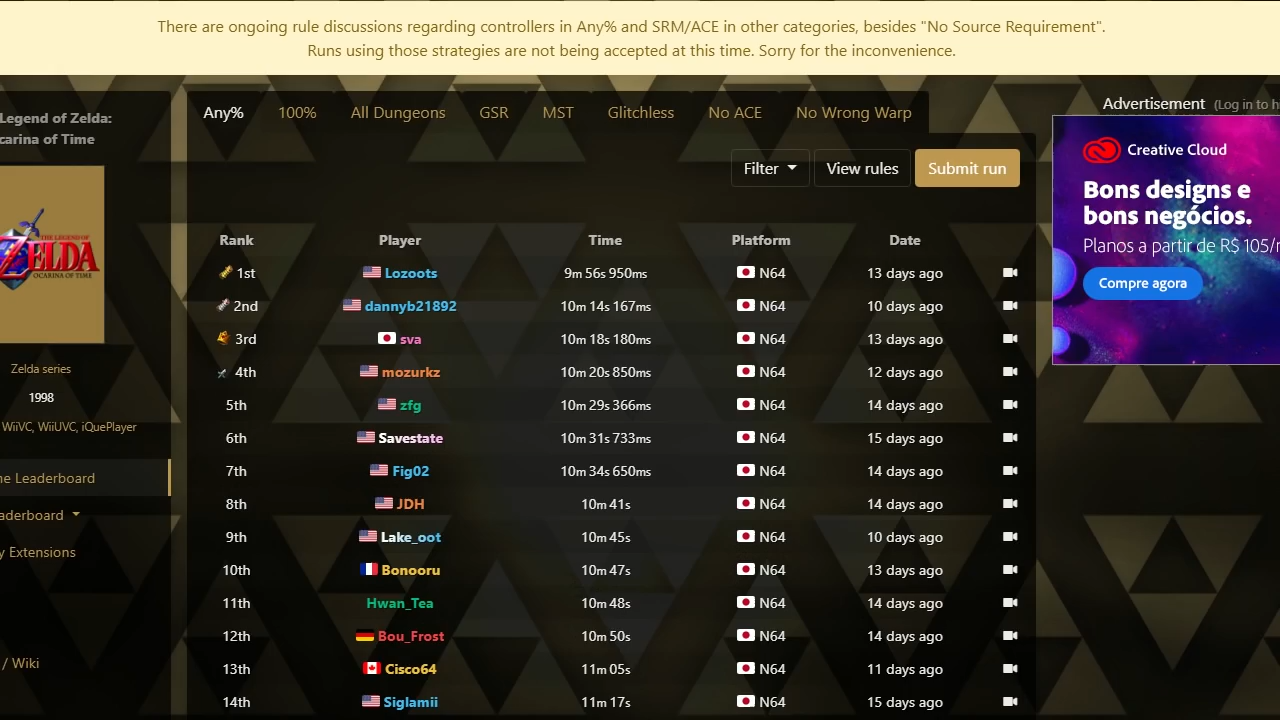 There are ongoing rule discussions regarding controllers in Any% and SRM/ACE in other categories, besides "No Source Requirement".
Runs using those strategies are not being accepted at this time. Sorry for the inconvenience.
Legend of Zelda:
carina of Time
THE LEGEND OF
ZELDA
OCARINA OF TIME
Zelda series
1998
WiiVC, WiiUVC, iQuePlayer
ne Leaderboard
aderboard
y Extensions
/ Wiki
Any% 100% All Dungeons GSR MST Glitchless No ACE No Wrong Warp
Filter View rules Submit run
Rank Player Time Platform Date
1st Lozoots 9m 56s 950ms N64 13 days ago
2nd dannyb21892 10m 14s 167ms N64 10 days ago
3rd sva 10m 18s 180ms N64 13 days ago
4th mozurkz 10m 20s 850ms N64 12 days ago
5th zfg 10m 29s 366ms N64 14 days ago
6th Savestate 10m 31s 733ms N64 15 days ago
7th Fig02 10m 34s 650ms N64 14 days ago
8th JDH 10m 41s N64 14 days ago
9th Lake_oot 10m 45s N64 10 days ago
10th Bonooru 10m 47s N64 13 days ago
11th Hwan_Tea 10m 48s N64 14 days ago
12th Bou_Frost 10m 50s N64 14 days ago
13th Cisco64 11m 05s N64 11 days ago
14th Siglamii 11m 17s N64 15 days ago
Advertisement (Log in to h
Creative Cloud
Bons designs e
bons negócios.
Planos a partir de R$ 105/
Compre agora